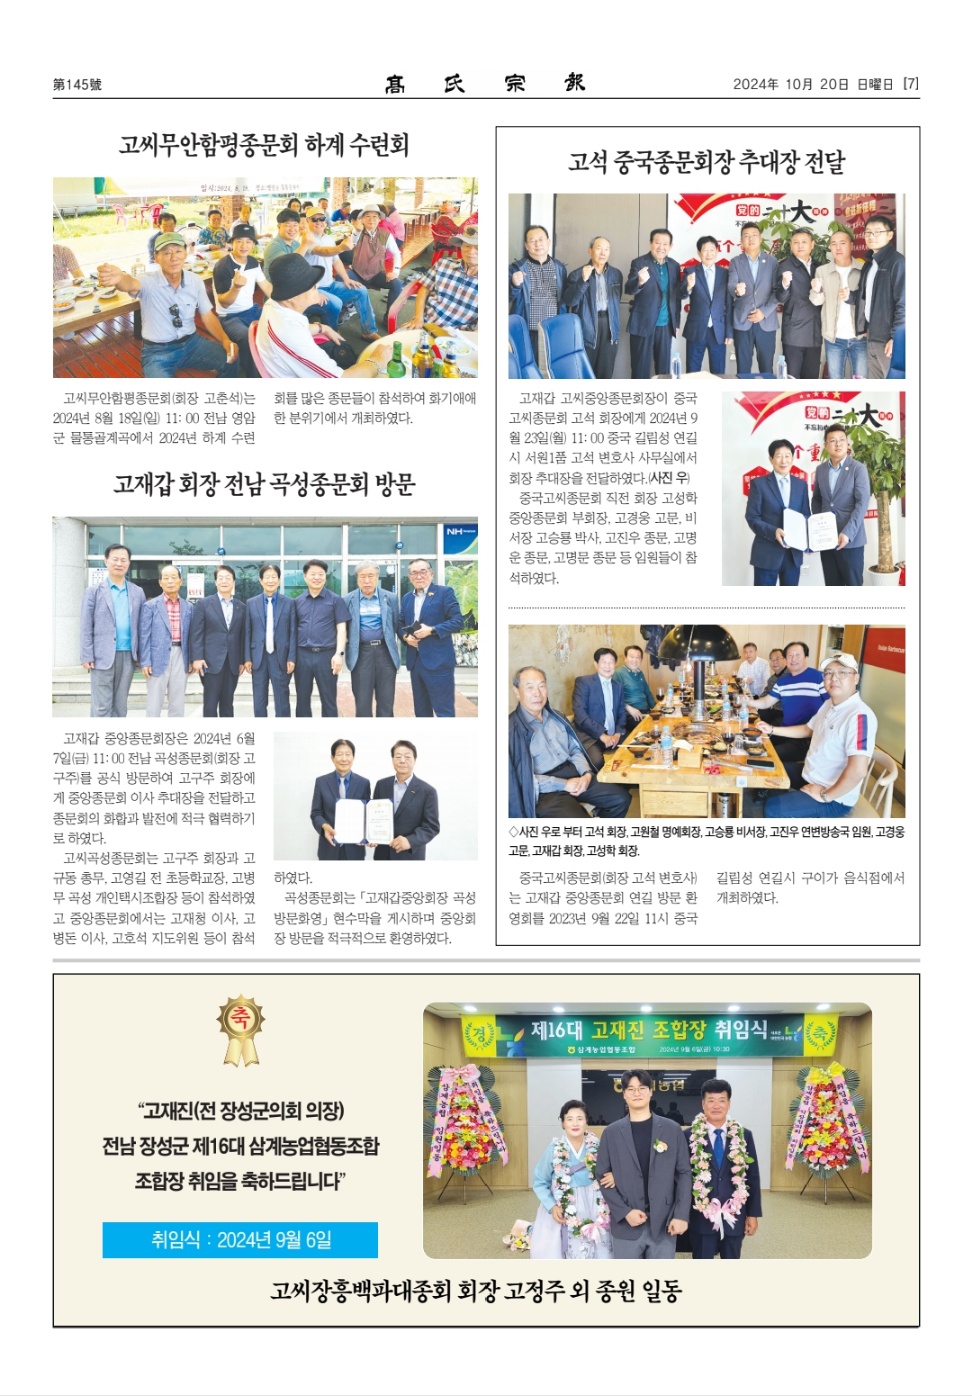 第145號
高 氏 宗 報
2024年 10月 20日 日曜日 [7]
고씨무안함평종문회 하계 수련회
고씨무안함평종문회(회장 고춘석)는
2024년 8월 18일(일) 11: 00 전남 영암
군 물통골계곡에서 2024년 하계 수련
회를 많은 종문들이 참석하여 화기애애
한 분위기에서 개최하였다.
고재갑 회장 전남 곡성종문회 방문
NH
고재갑 중앙종문회장은 2024년 6월
7일(금) 11: 00 전남 곡성종문회(회장 고
구주)를 공식 방문하여 고구주 회장에
게 중앙종문회 이사 추대장을 전달하고
종문회의 화합과 발전에 적극 협력하기
로 하였다.
고씨곡성종문회는 고구주 회장과 고
규동 총무, 고영길 전 초등학교장, 고병
무 곡성 개인택시조합장 등이 참석하였
고 중앙종문회에서는 고재청 이사, 고
병돈 이사, 고호석 지도위원 등이 참석
하였다.
곡성종문회는 「고재갑중앙회장 곡성
방문화영」 현수막을 게시하며 중앙회
장 방문을 적극적으로 환영하였다.
고석 중국종문회장 추대장 전달
党的二十大
고재갑 고씨중앙종문회장이 중국
고씨종문회 고석 회장에게 2024년 9
월 23일(월) 11: 00 중국 길림성 연길
시 서원1품 고석 변호사 사무실에서
회장 추대장을 전달하였다.(사진 우)
중국고씨종문회 직전 회장 고성학
중앙종문회 부회장, 고경웅 고문, 비
서장 고승룡 박사, 고진우 종문, 고명
운 종문, 고명문 종문 등 임원들이 참
석하였다.
党的二十大
◇사진 우로 부터 고석 회장, 고원철 명예회장, 고승룡 비서장, 고진우 연변방송국 임원, 고경웅
고문, 고재갑 회장, 고성학 회장.
중국고씨종문회(회장 고석 변호사)
는 고재갑 중앙종문회 연길 방문 환
영회를 2023년 9월 22일 11시 중국
길림성 연길시 구이가 음식점에서
개최하였다.
축
“고재진(전 장성군의회 의장)
전남 장성군 제16대 삼계농업협동조합
조합장 취임을 축하드립니다”
취임식 : 2024년 9월 6일
경 제16대 고재진 조합장 취임식 축
삼계농업협동조합 2024년 9월 6일(금) 10:30
고씨장흥백파대종회 회장 고정주 외 종원 일동